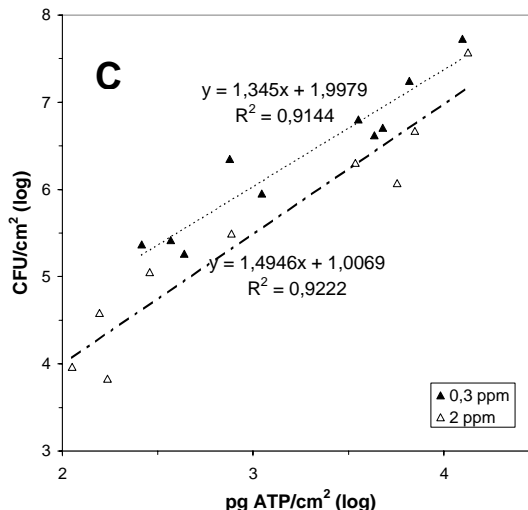 8
7
6
5
4
3
CFU/cm² (log)
C
y = 1,345x + 1,9979
R² = 0,9144
y = 1,4946x + 1,0069
R² = 0,9222
▲ 0,3 ppm
△ 2 ppm
2 3 4
pg ATP/cm² (log)